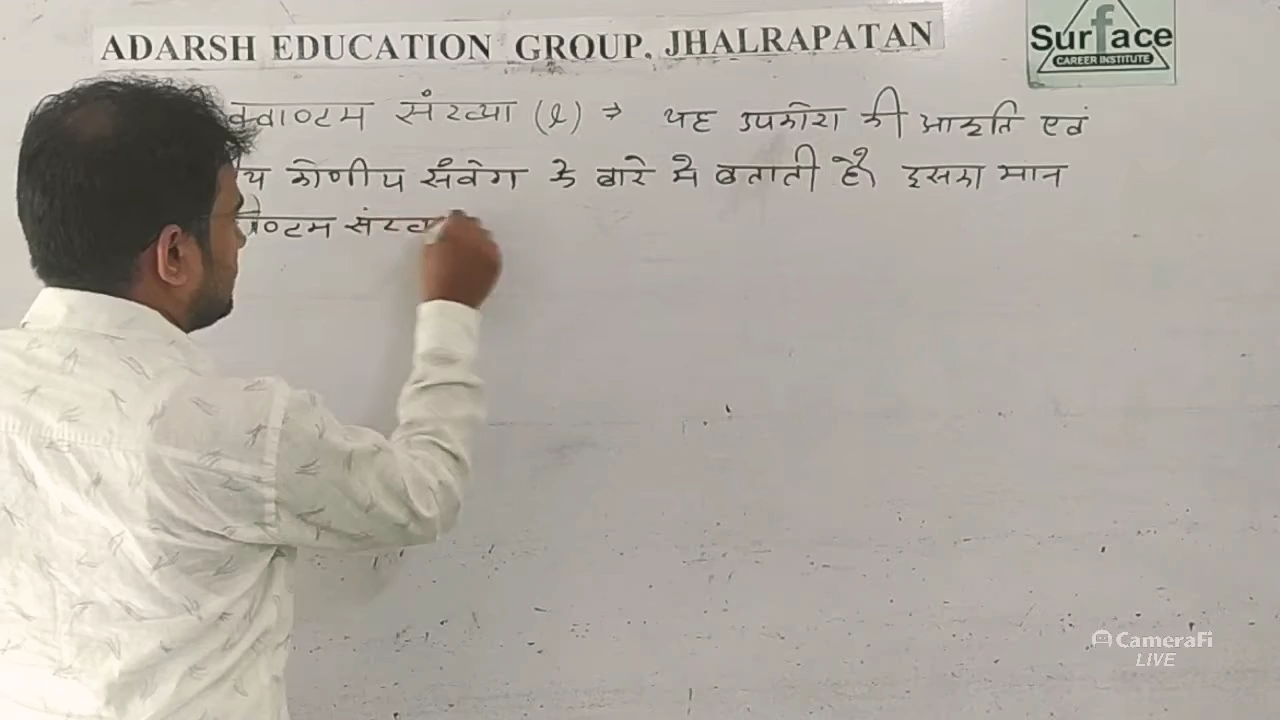 ADARSH EDUCATION GROUP, JHALRAPATAN
Surface
CAREER INSTITUTE
क्वाण्टम संख्या (l) ⇒ यह उपकोश की आकृति एवं
कोणीय संवेग के बारे मे बताती है। इसका मान
संख्
CameraFi
LIVE